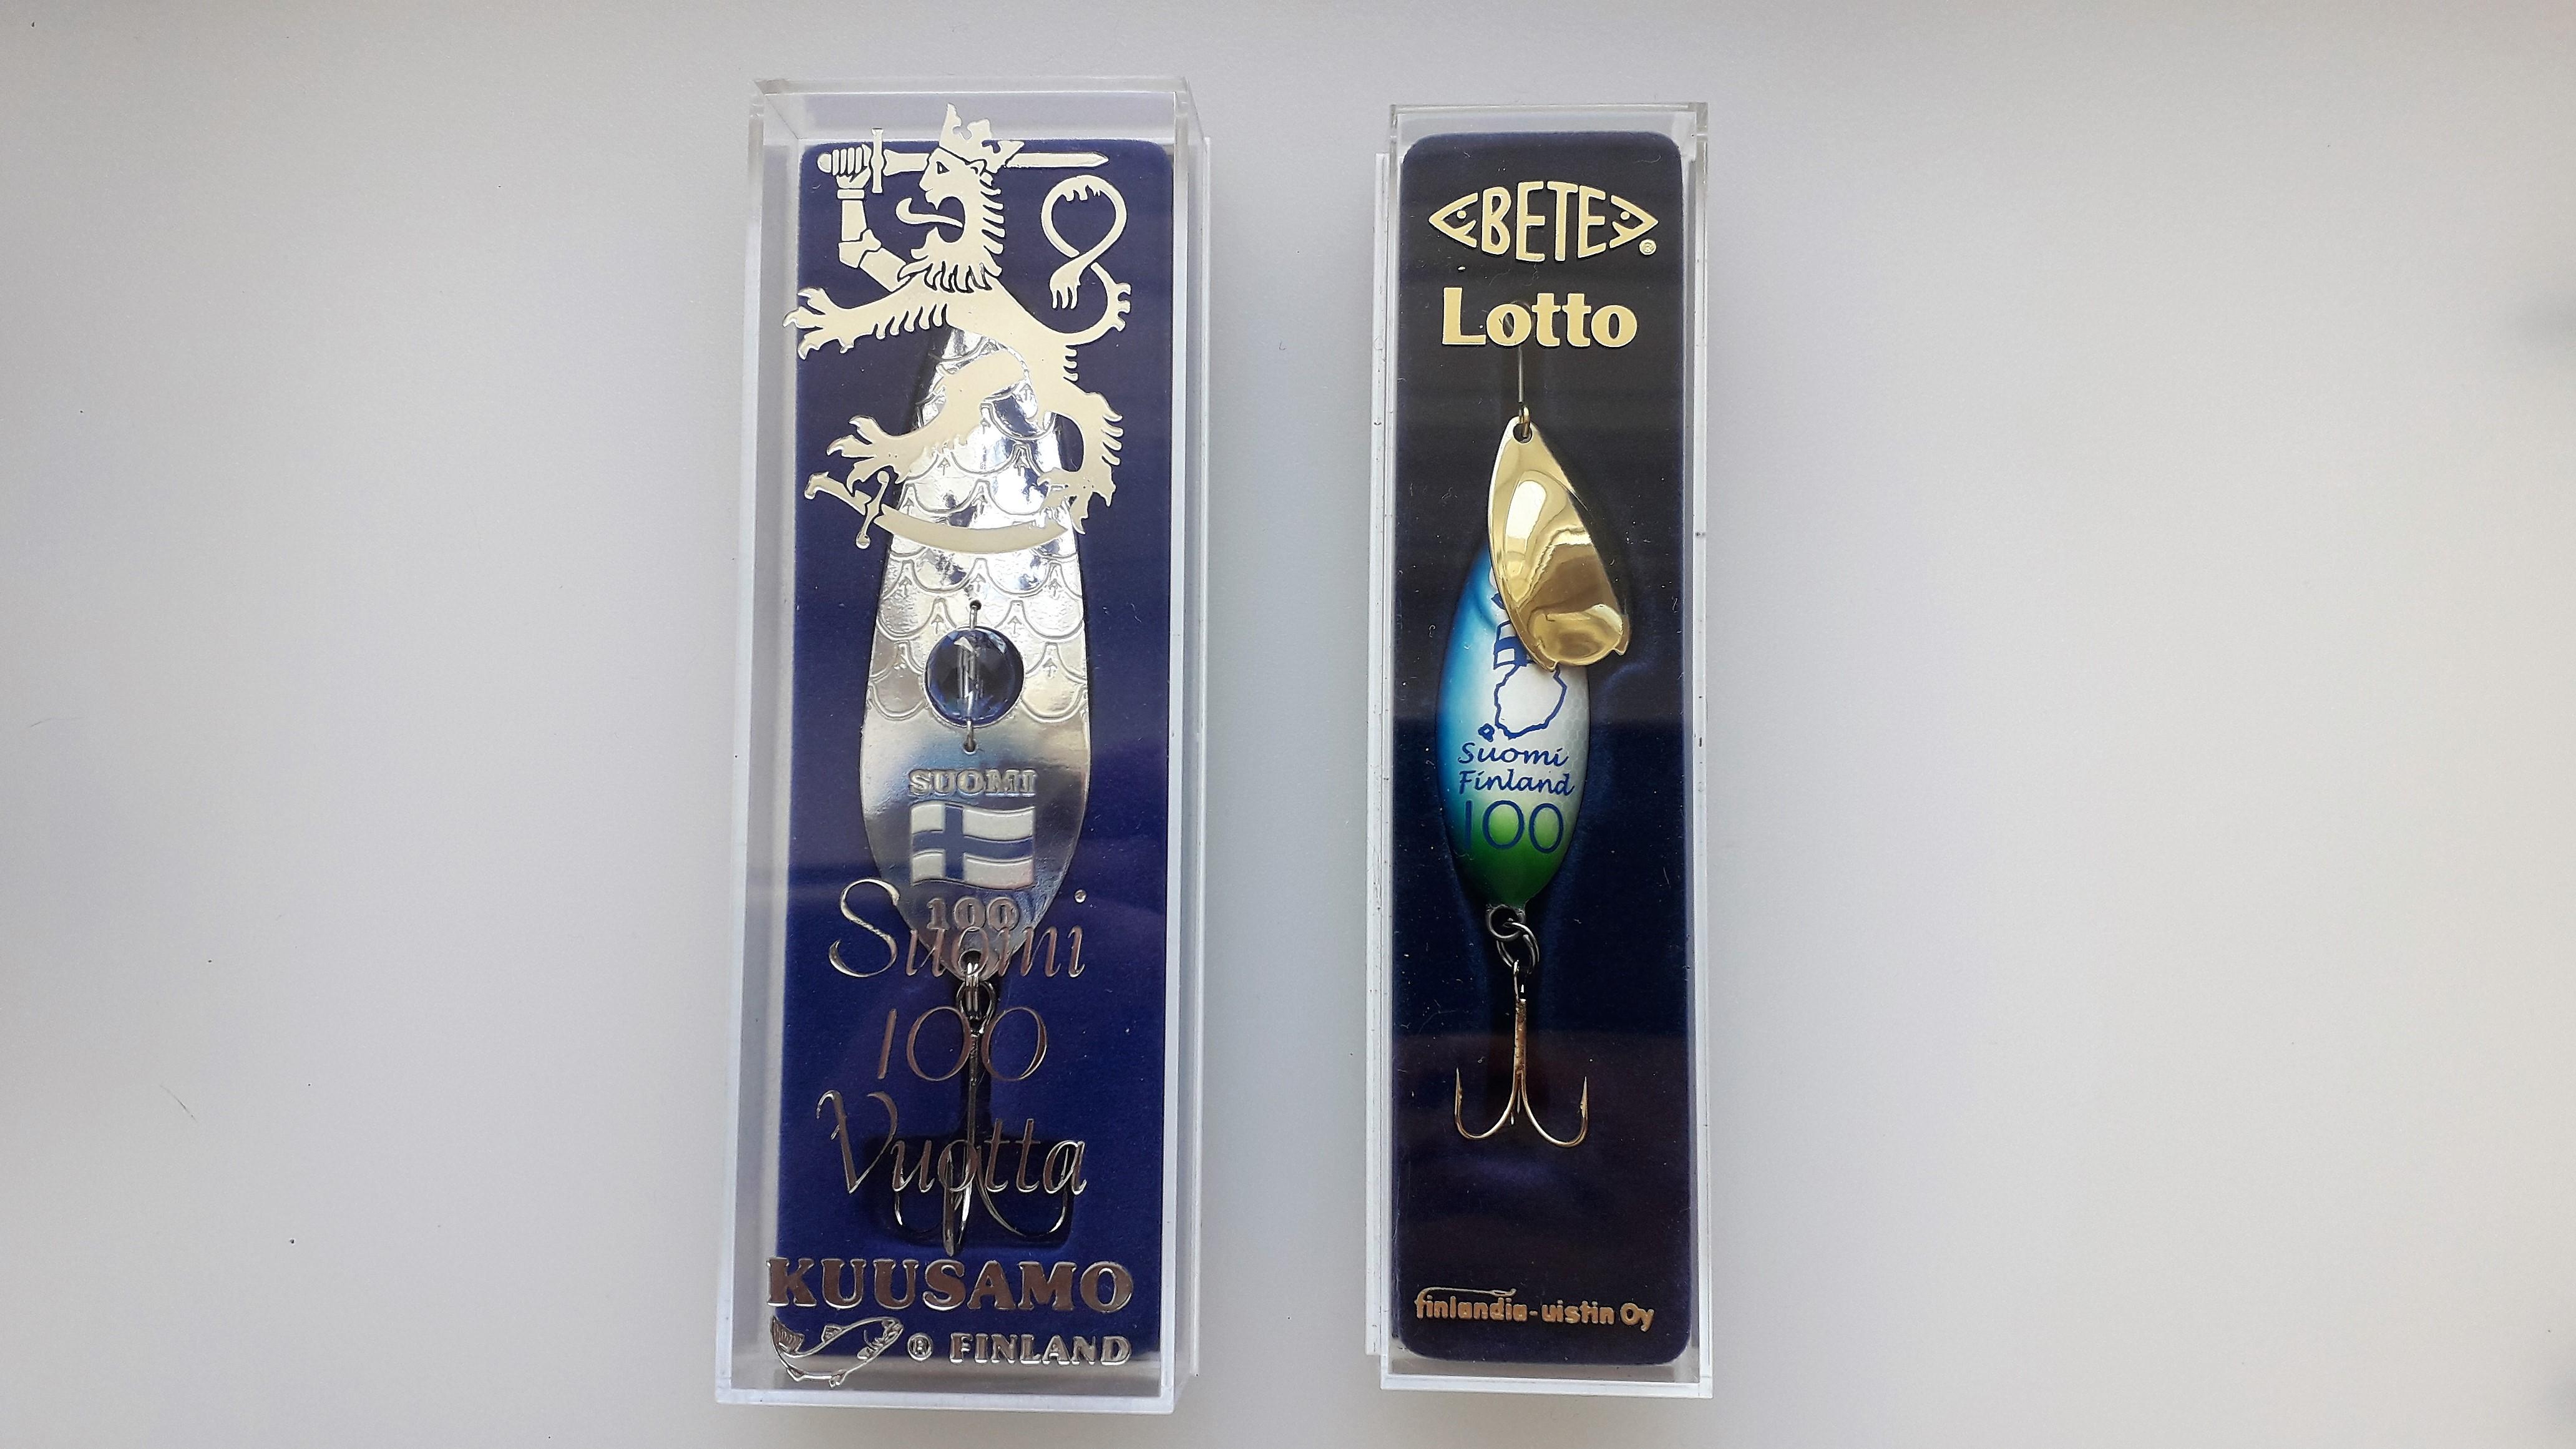 SUOMI
100
Suomi
100
Vuotta
KUUSAMO
® FINLAND
BETE®
Lotto
Suomi
Finland
100
finlandia-uistin Oy